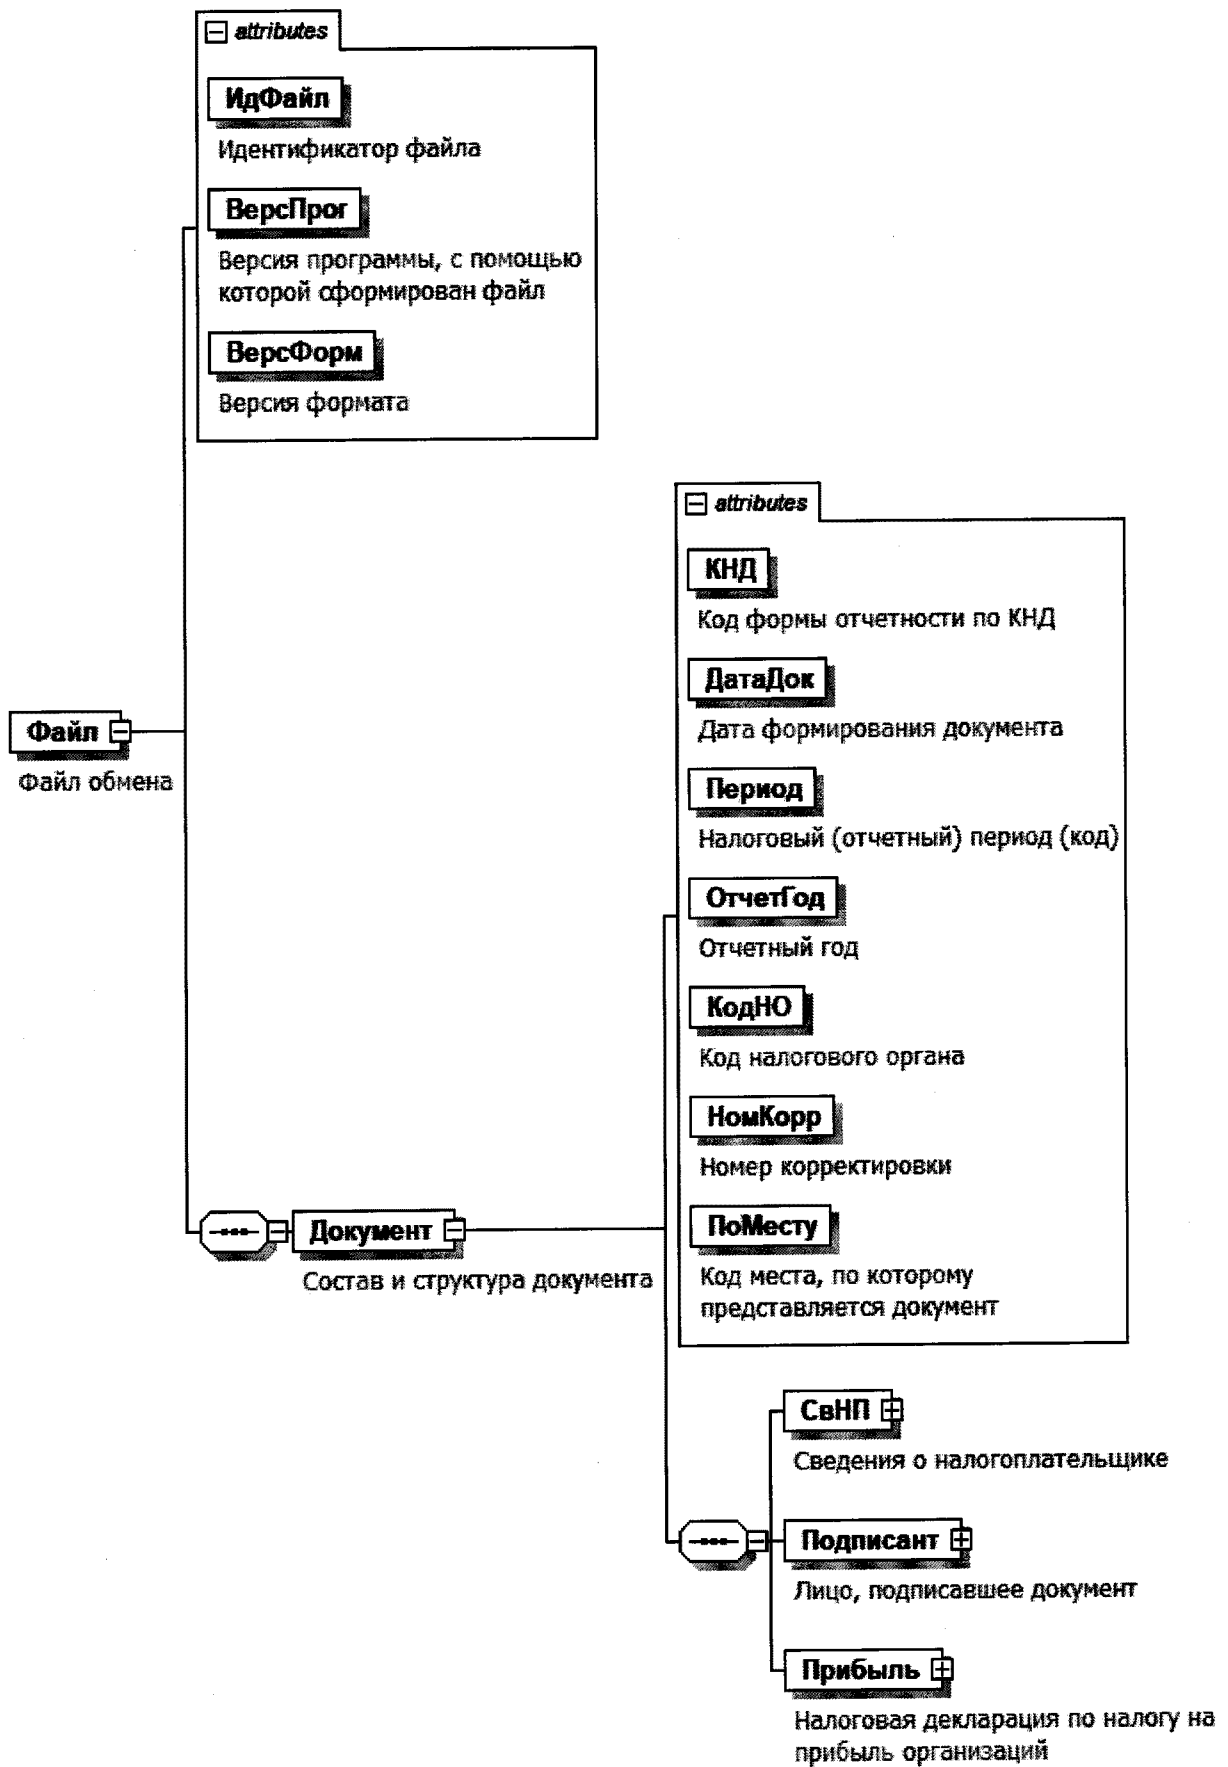 attributes
ИдФайл
Идентификатор файла
ВерсПрог
Версия программы, с помощью
которой сформирован файл
ВерсФорм
Версия формата
attributes
КНД
Код формы отчетности по КНД
ДатаДок
Дата формирования документа
Файл
Файл обмена
Период
Налоговый (отчетный) период (код)
ОтчетГод
Отчетный год
КодНО
Код налогового органа
НомКорр
Номер корректировки
Документ
Состав и структура документа
ПоМесту
Код места, по которому
представляется документ
СвНП
Сведения о налогоплательщике
Подписант
Лицо, подписавшее документ
Прибыль
Налоговая декларация по налогу на
прибыль организаций